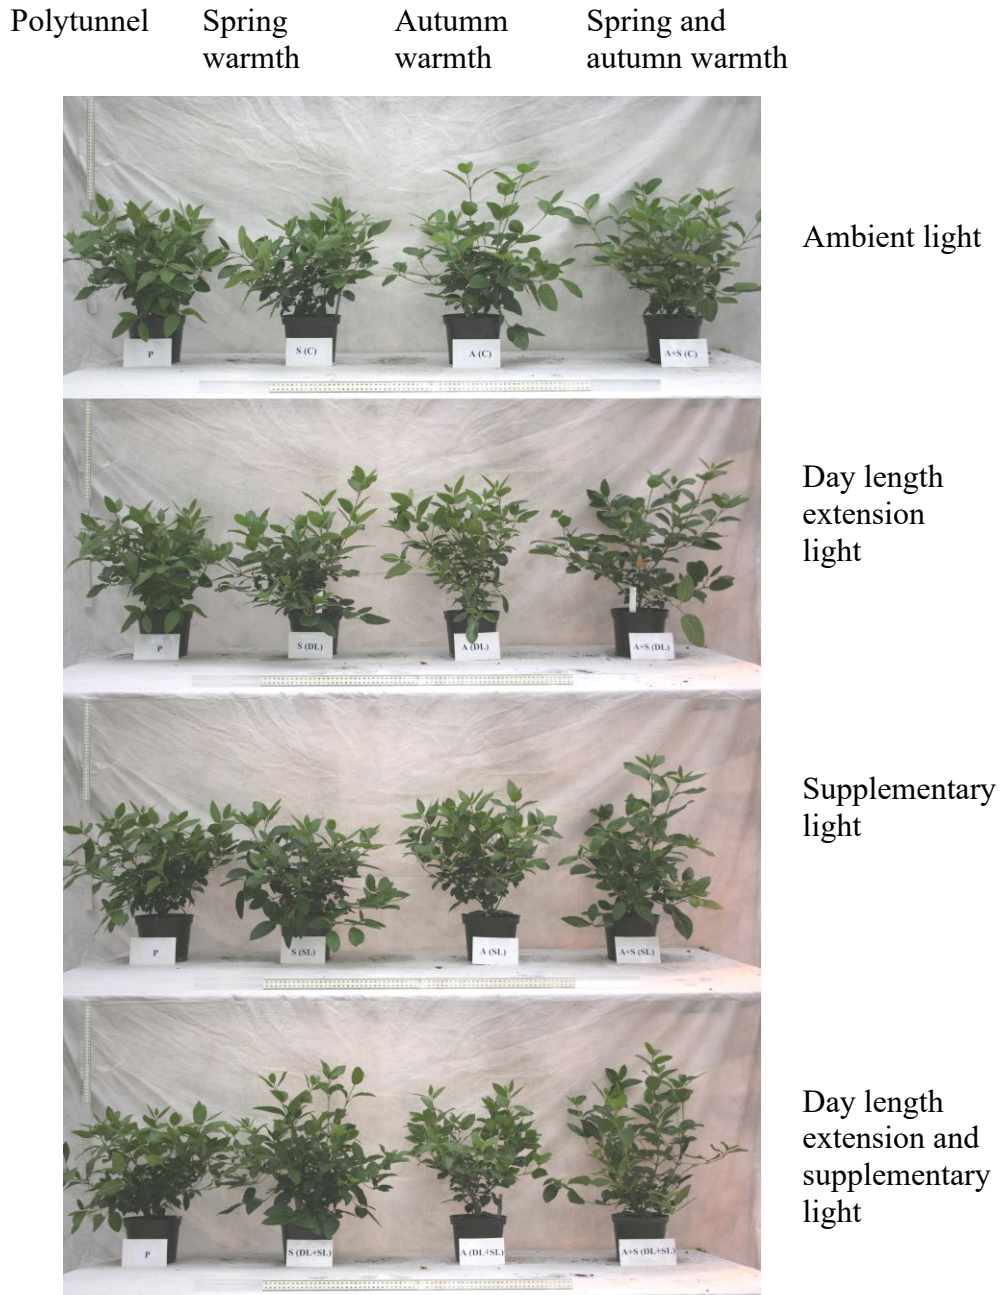 Polytunnel
Spring
warmth
Autumm
warmth
Spring and
autumn warmth
Ambient light
P
S (C)
A (C)
A+S (C)
Day length
extension
light
P
S (DL)
A (DL)
A+S (DL)
Supplementary
light
P
S (SL)
A (SL)
A+S (SL)
Day length
extension and
supplementary
light
P
S (DL+SL)
A (DL+SL)
A+S (DL+SL)